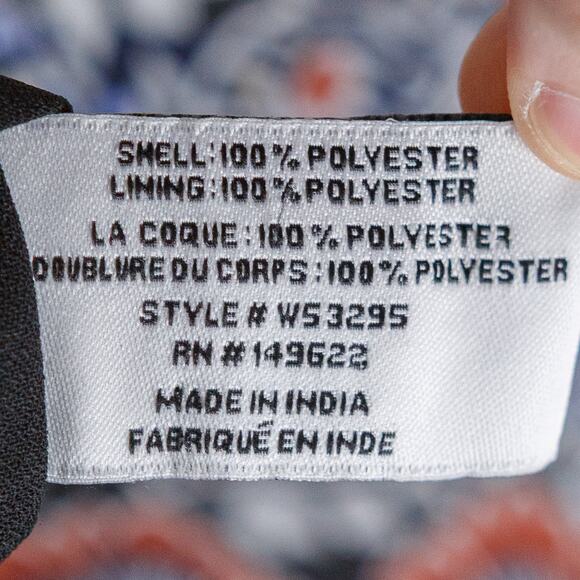 SHELL:100% POLYESTER
LINING:100% POLYESTER
LA COQUE:100% POLYESTER
DOUBLURE DU CORPS:100% POLYESTER
STYLE # WS3295
RN # 149622
MADE IN INDIA
FABRIQUÉ EN INDE